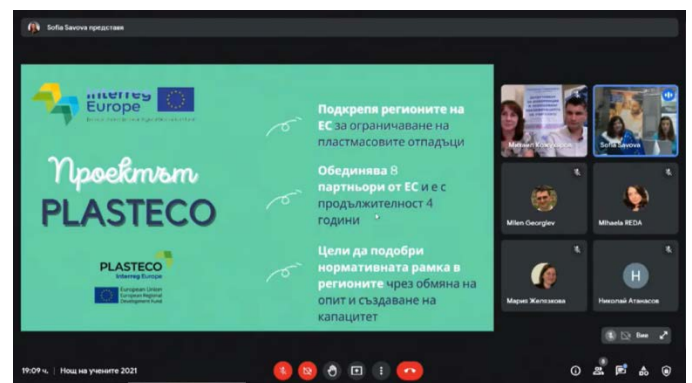 Sofia Savova представя
Interreg
Europe
Проектът
PLASTECO
PLASTECO
Interreg Europe
European Union
European Regional
Development Fund
Подкрепя регионите на
ЕС за ограничаване на
пластмасовите отпадъци
Обединява 8
партньори от ЕС и е с
продължителност 4
години
Цели да подобри
нормативната рамка в
регионите чрез обмяна на
опит и създаване на
капацитет
Sofia Savova
Milen Georgiev
Mihaela REDA
Мария Желязкова
Н
Николай Атанасов
Вие
19:09 ч. | Нощ на учените 2021
8